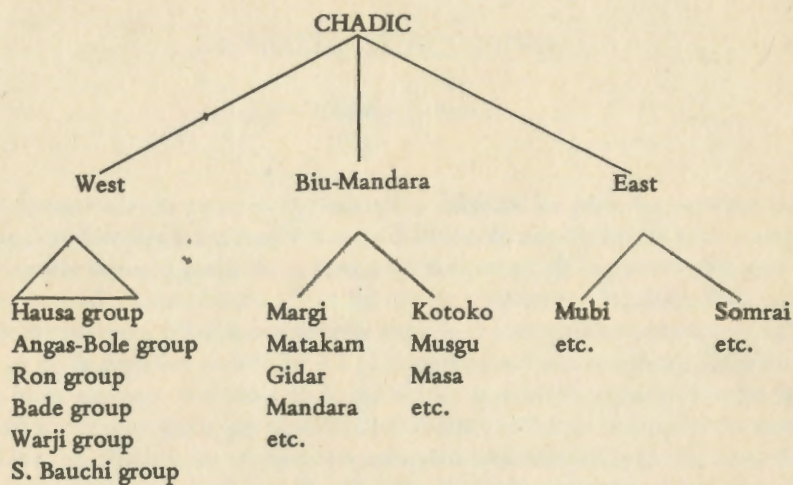 CHADIC
West Biu-Mandara East
Hausa group Margi Kotoko Mubi Somrai
Angas-Bole group Matakam Musgu etc. etc.
Ron group Gidar Masa
Bade group Mandara etc.
Warji group etc.
S. Bauchi group